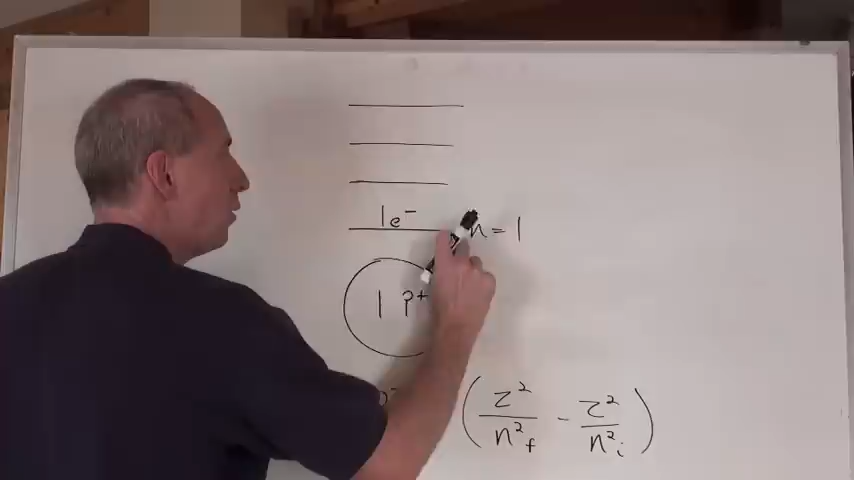 1e⁻
n = 1
1 P⁺
(Z²/n²f - Z²/n²i)